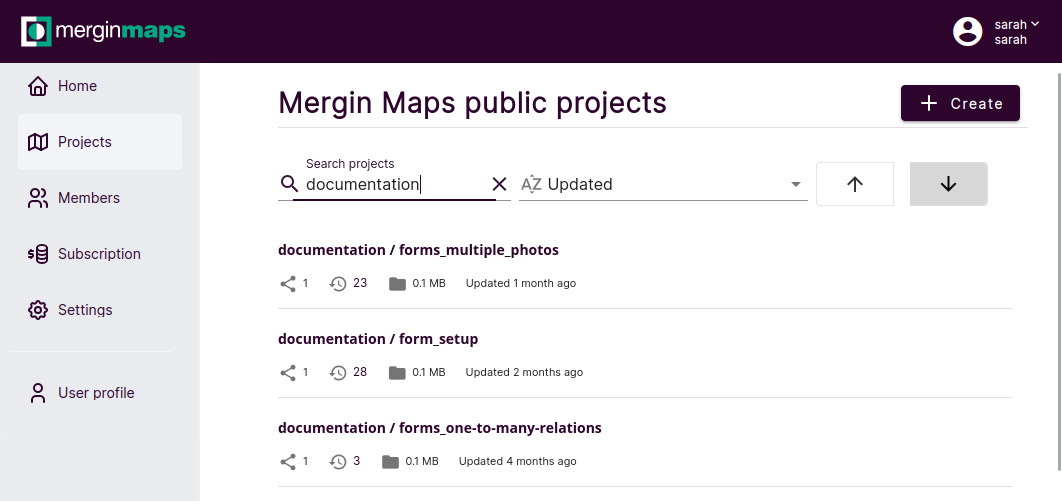 merginmaps
sarah
sarah
Home
Projects
Members
Subscription
Settings
User profile
Mergin Maps public projects
Create
Search projects
documentation
AZ Updated
documentation / forms_multiple_photos
1 23 0.1 MB Updated 1 month ago
documentation / form_setup
1 28 0.1 MB Updated 2 months ago
documentation / forms_one-to-many-relations
1 3 0.1 MB Updated 4 months ago